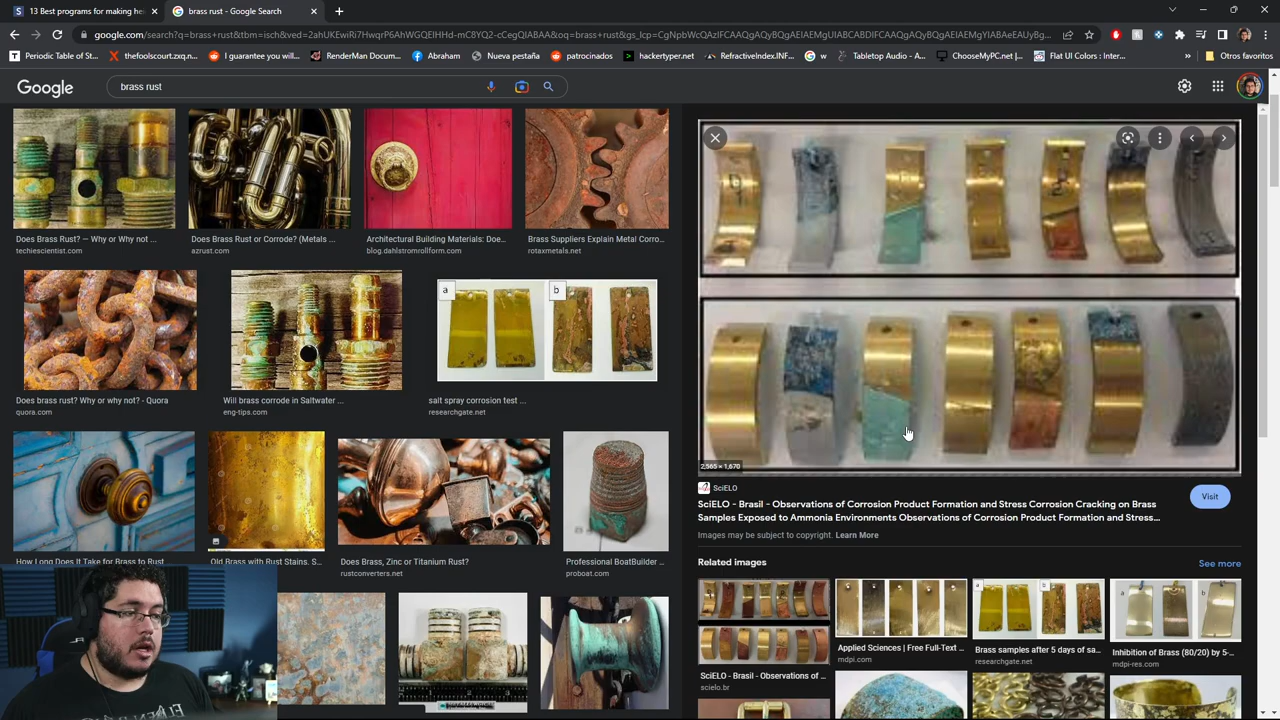 13 Best programs for making he
brass rust - Google Search
google.com/search?q=brass+rust&tbm=isch&ved=2ahUKEwiRi7HwqrP6AhWGQEIHHd-mC8YQ2-cCegQIABAA&oq=brass+rust&gs_lcp=
Periodic Table of St...
thefoolscourt.zxq.n...
I guarantee you will...
RenderMan Docum...
Abraham
Nueva pestaña
patrocinados
hackertyper.net
RefractiveIndex.INF...
w
Tabletop Audio - A...
ChooseMyPC.net |...
Flat UI Colors : Inter...
»
Otros favoritos
Google
brass rust
Does Brass Rust? — Why or Why not ...
techiescientist.com
Does Brass Rust or Corrode? (Metals ...
azrust.com
Architectural Building Materials: Doe...
blog.dahlstromrollform.com
Brass Suppliers Explain Metal Corro...
rotaxmetals.net
Does brass rust? Why or why not? - Quora
quora.com
Will brass corrode in Saltwater ...
eng-tips.com
a
b
salt spray corrosion test ...
researchgate.net
How Long Does It Take for Brass to Rust
Old Brass with Rust Stains. S...
Does Brass, Zinc or Titanium Rust?
rustconverters.net
Professional BoatBuilder ...
proboat.com
2,565 × 1,670
SciELO
SciELO - Brasil - Observations of Corrosion Product Formation and Stress Corrosion Cracking on Brass
Samples Exposed to Ammonia Environments Observations of Corrosion Product Formation and Stress...
Visit
Images may be subject to copyright. Learn More
Related images
See more
SciELO - Brasil - Observations of ...
scielo.br
Applied Sciences | Free Full-Text ...
mdpi.com
a
b
Brass samples after 5 days of sa...
researchgate.net
a
b
Inhibition of Brass (80/20) by 5-...
mdpi-res.com